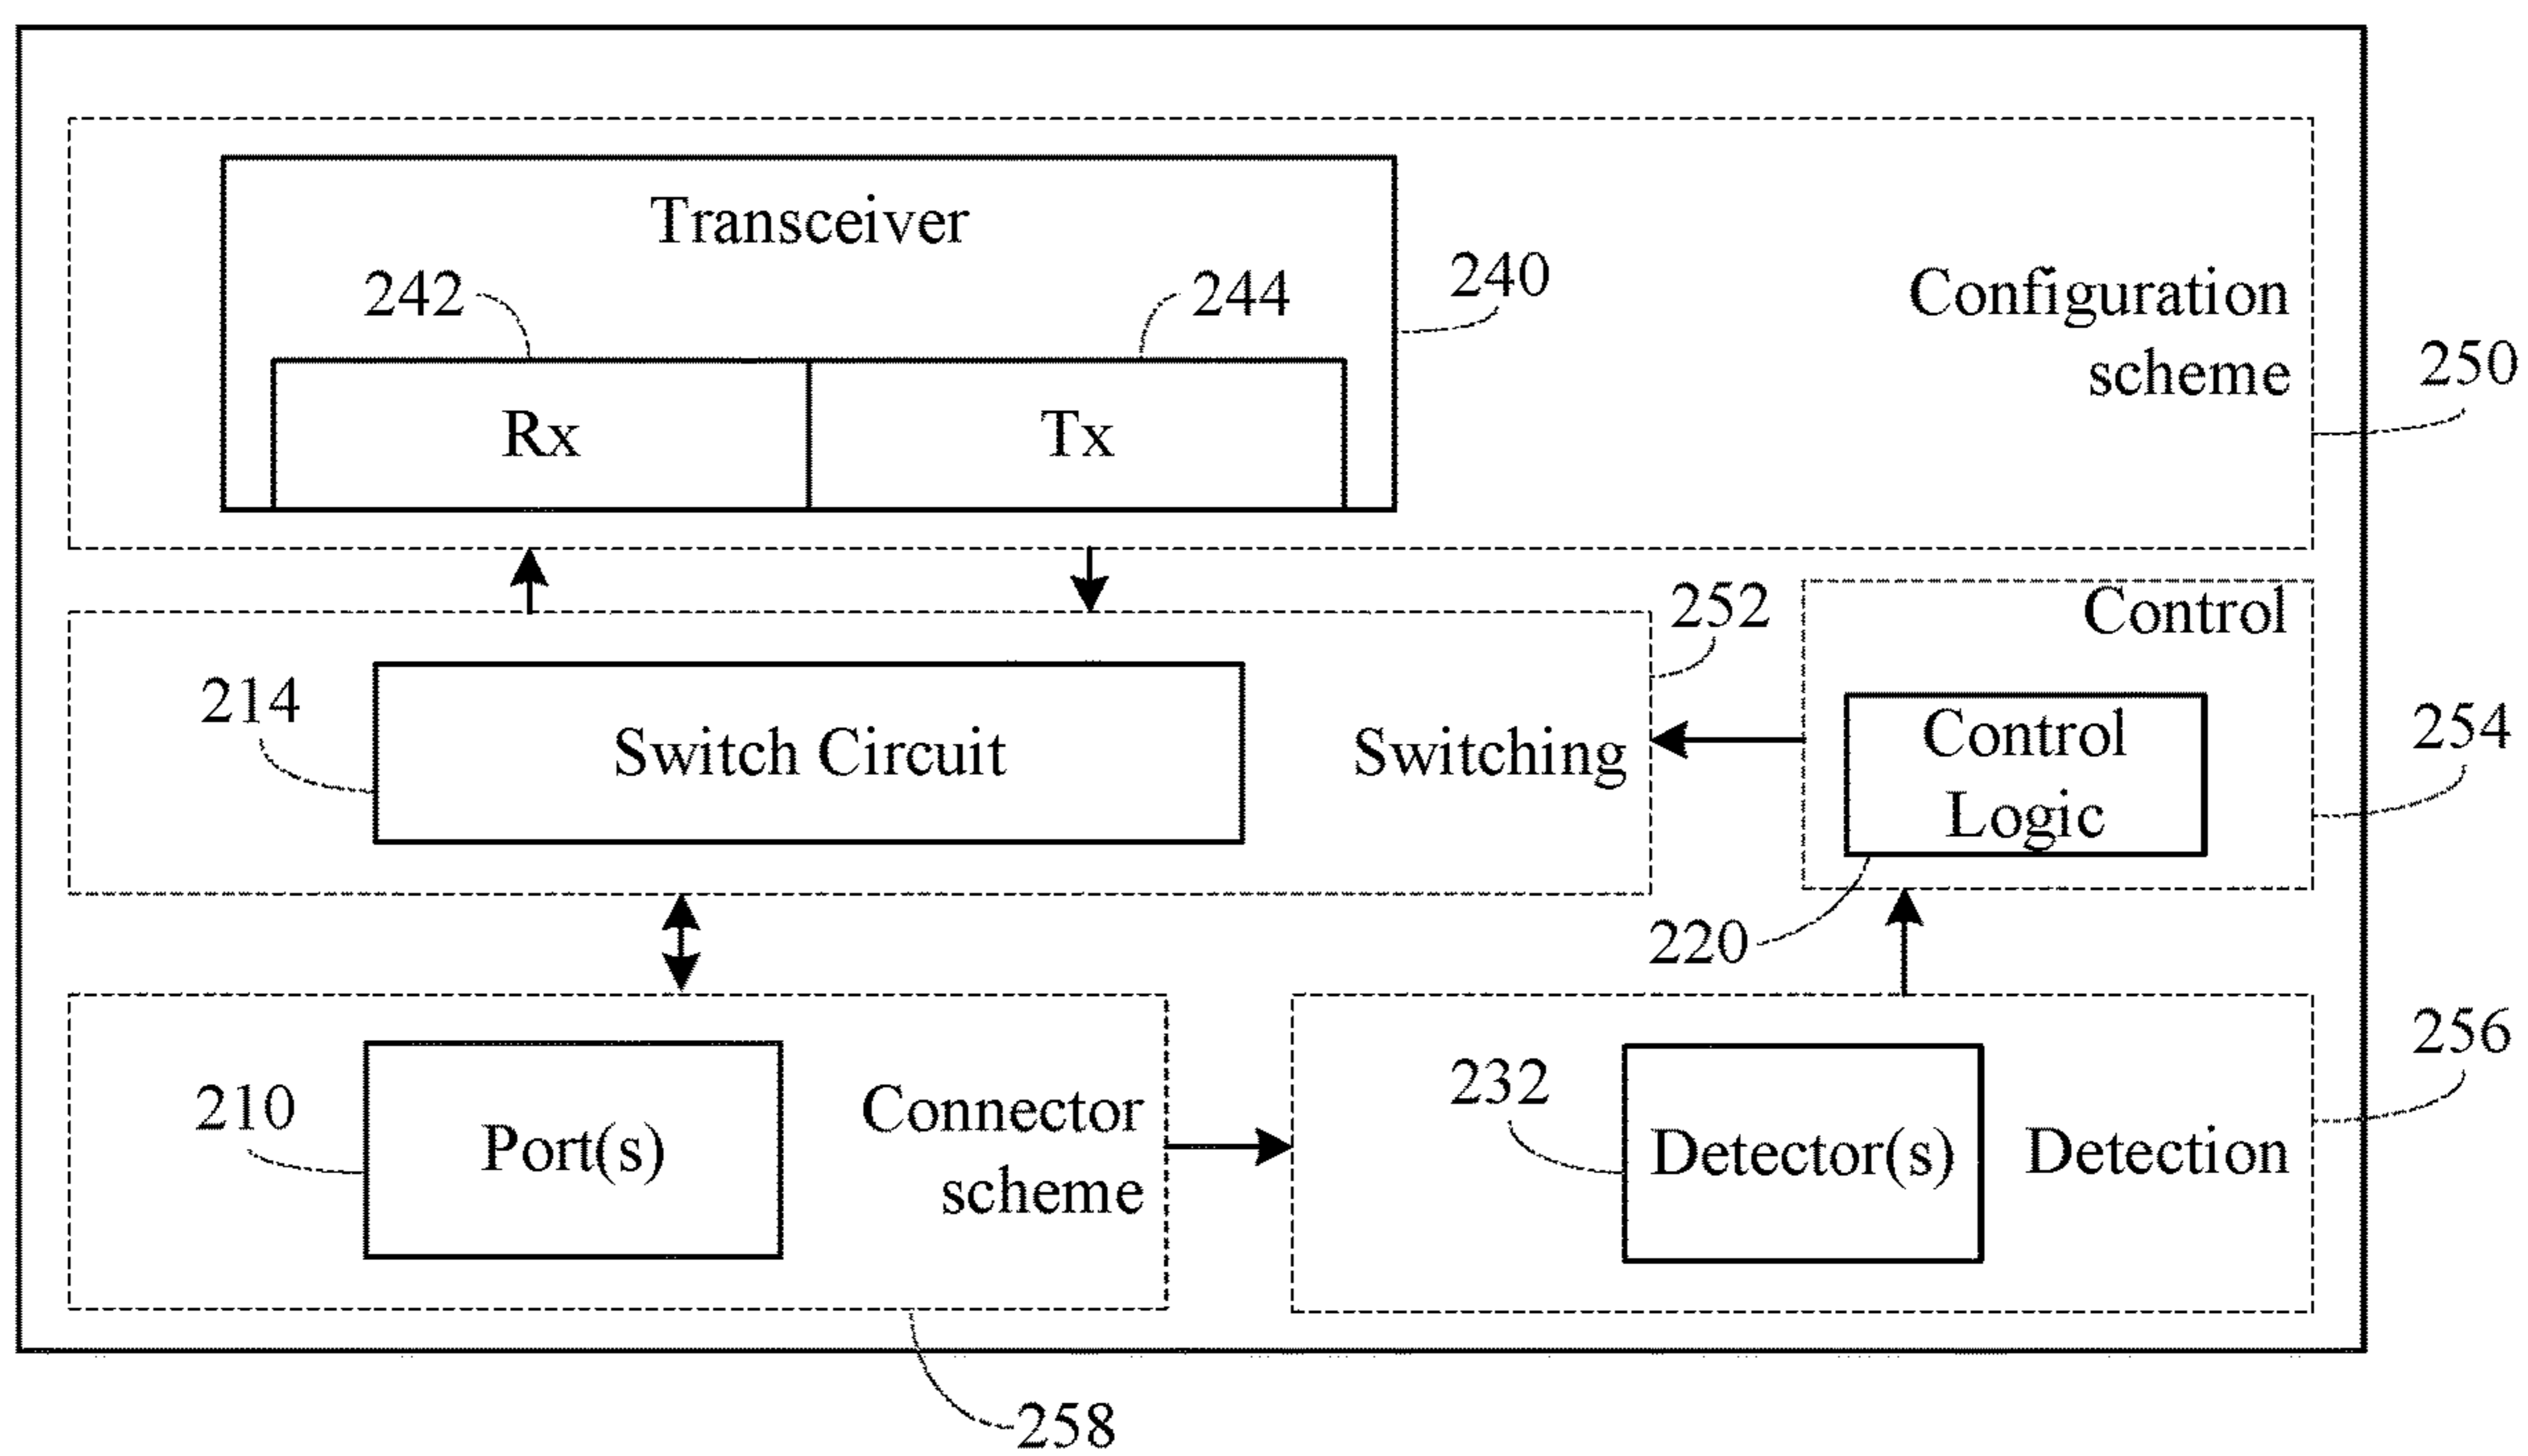 Transceiver
242
244
240
Configuration
scheme
250
Rx
Tx
252
Control
214
Switch Circuit
Switching
Control
Logic
254
220
210
Port(s)
Connector
scheme
232
Detector(s)
Detection
256
258